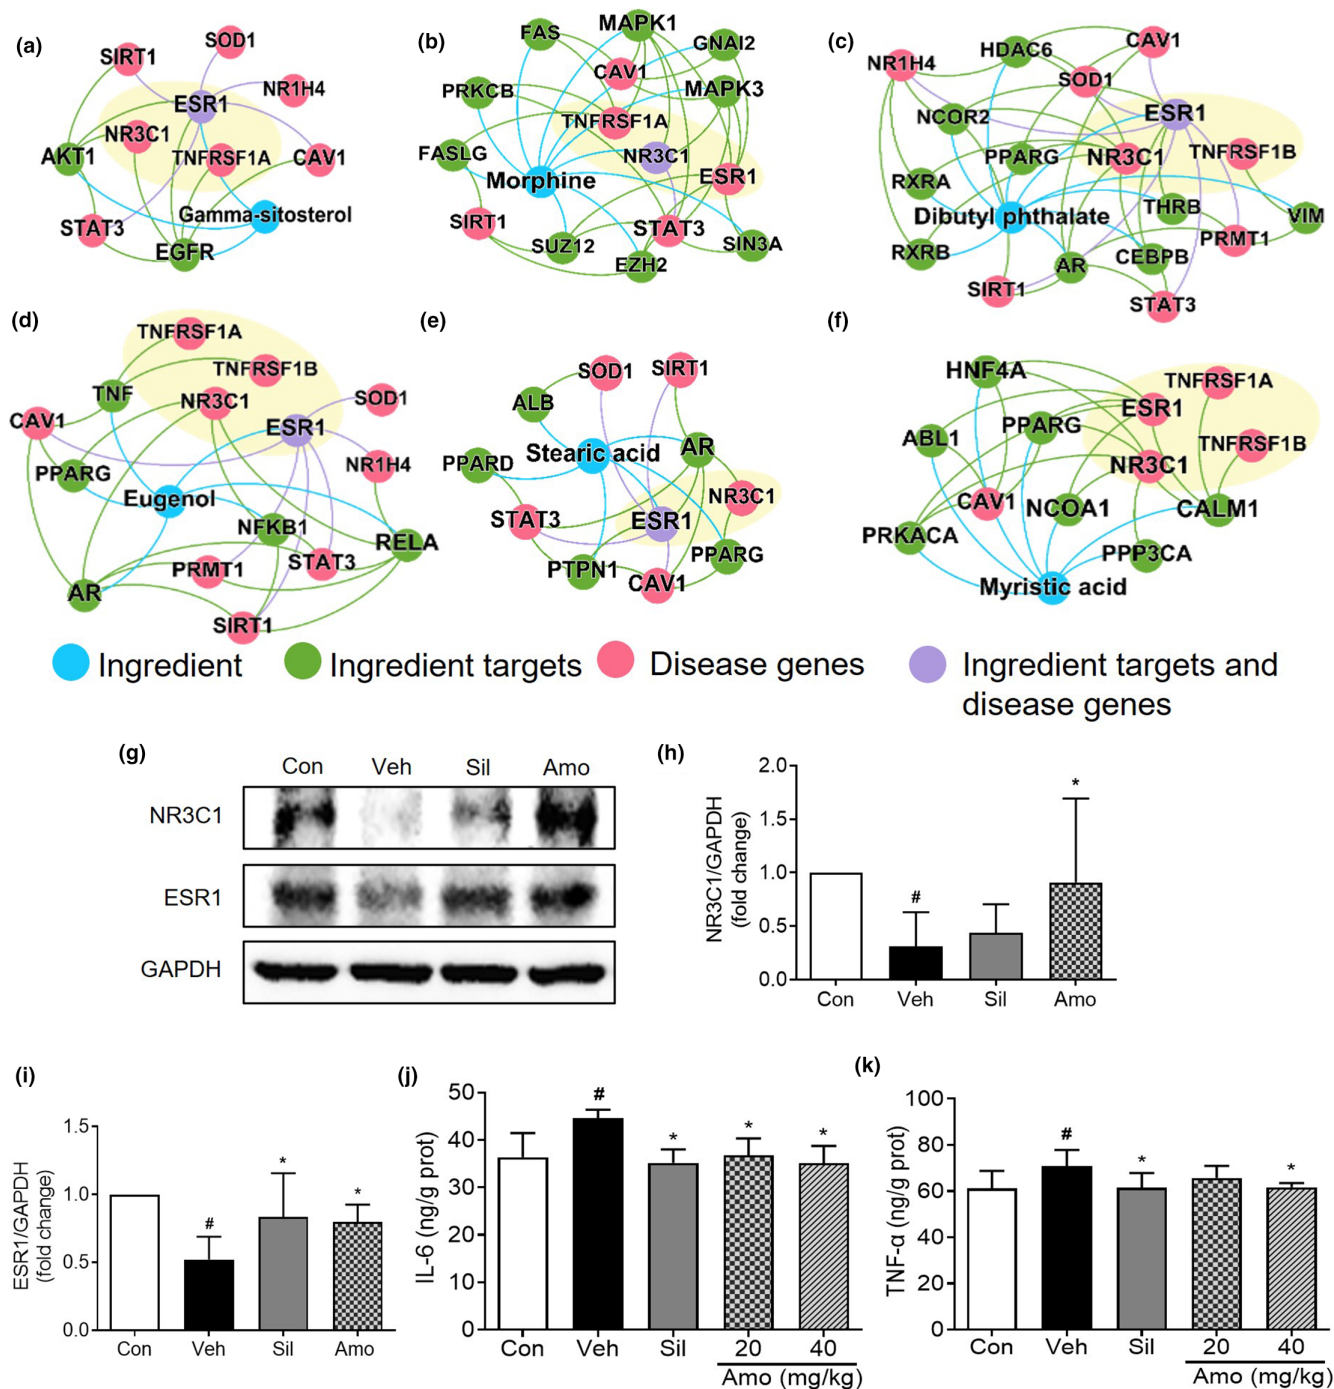 (a)
SOD1
SIRT1
NR1H4
ESR1
NR3C1
AKT1
TNFRSF1A
CAV1
Gamma-sitosterol
STAT3
EGFR
(b)
MAPK1
FAS
GNAI2
CAV1
PRKCB
MAPK3
TNFRSF1A
FASLG
NR3C1
Morphine
ESR1
SIRT1
STAT3
SUZ12
SIN3A
EZH2
(c)
CAV1
HDAC6
NR1H4
SOD1
NCOR2
ESR1
PPARG
NR3C1
TNFRSF1B
RXRA
Dibutyl phthalate
THRB
VIM
PRMT1
RXRB
AR
CEBPB
SIRT1
STAT3
(d)
TNFRSF1A
TNFRSF1B
TNF
NR3C1
SOD1
CAV1
ESR1
PPARG
NR1H4
Eugenol
NFKB1
RELA
STAT3
PRMT1
AR
SIRT1
(e)
SOD1
SIRT1
ALB
Stearic acid
AR
PPARD
NR3C1
STAT3
ESR1
PPARG
PTPN1
CAV1
(f)
HNF4A
TNFRSF1A
ESR1
PPARG
ABL1
TNFRSF1B
NR3C1
CAV1
NCOA1
CALM1
PRKACA
PPP3CA
Myristic acid
Ingredient
Ingredient targets
Disease genes
Ingredient targets and
disease genes
(g)
Con Veh Sil Amo
NR3C1
ESR1
GAPDH
(h)
NR3C1/GAPDH
(fold change)
2.0
1.5
1.0
0.5
0.0
#
*
Con Veh Sil Amo
(i)
ESR1/GAPDH
(fold change)
1.5
1.0
0.5
0.0
#
*
*
Con Veh Sil Amo
(j)
IL-6 (ng/g prot)
50
40
30
20
10
0
#
*
*
*
Con Veh Sil 20 40
Amo (mg/kg)
(k)
TNF-α (ng/g prot)
100
80
60
40
20
0
#
*
*
Con Veh Sil 20 40
Amo (mg/kg)